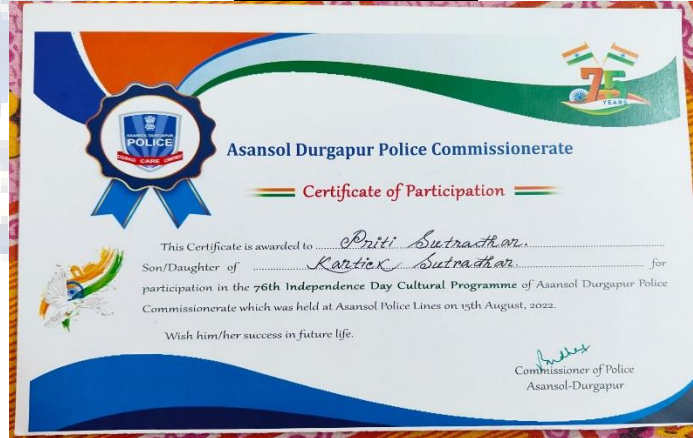 75
YEARS
ASANSOL DURGAPUR
POLICE
COURAGE CARE COMMITMENT
Asansol Durgapur Police Commissionerate
Certificate of Participation
This Certificate is awarded to Priti Sutradhar.
Son/Daughter of Kartick Sutradhar for
participation in the 76th Independence Day Cultural Programme of Asansol Durgapur Police
Commissionerate which was held at Asansol Police Lines on 15th August, 2022.
Wish him/her success in future life.
Commissioner of Police
Asansol-Durgapur